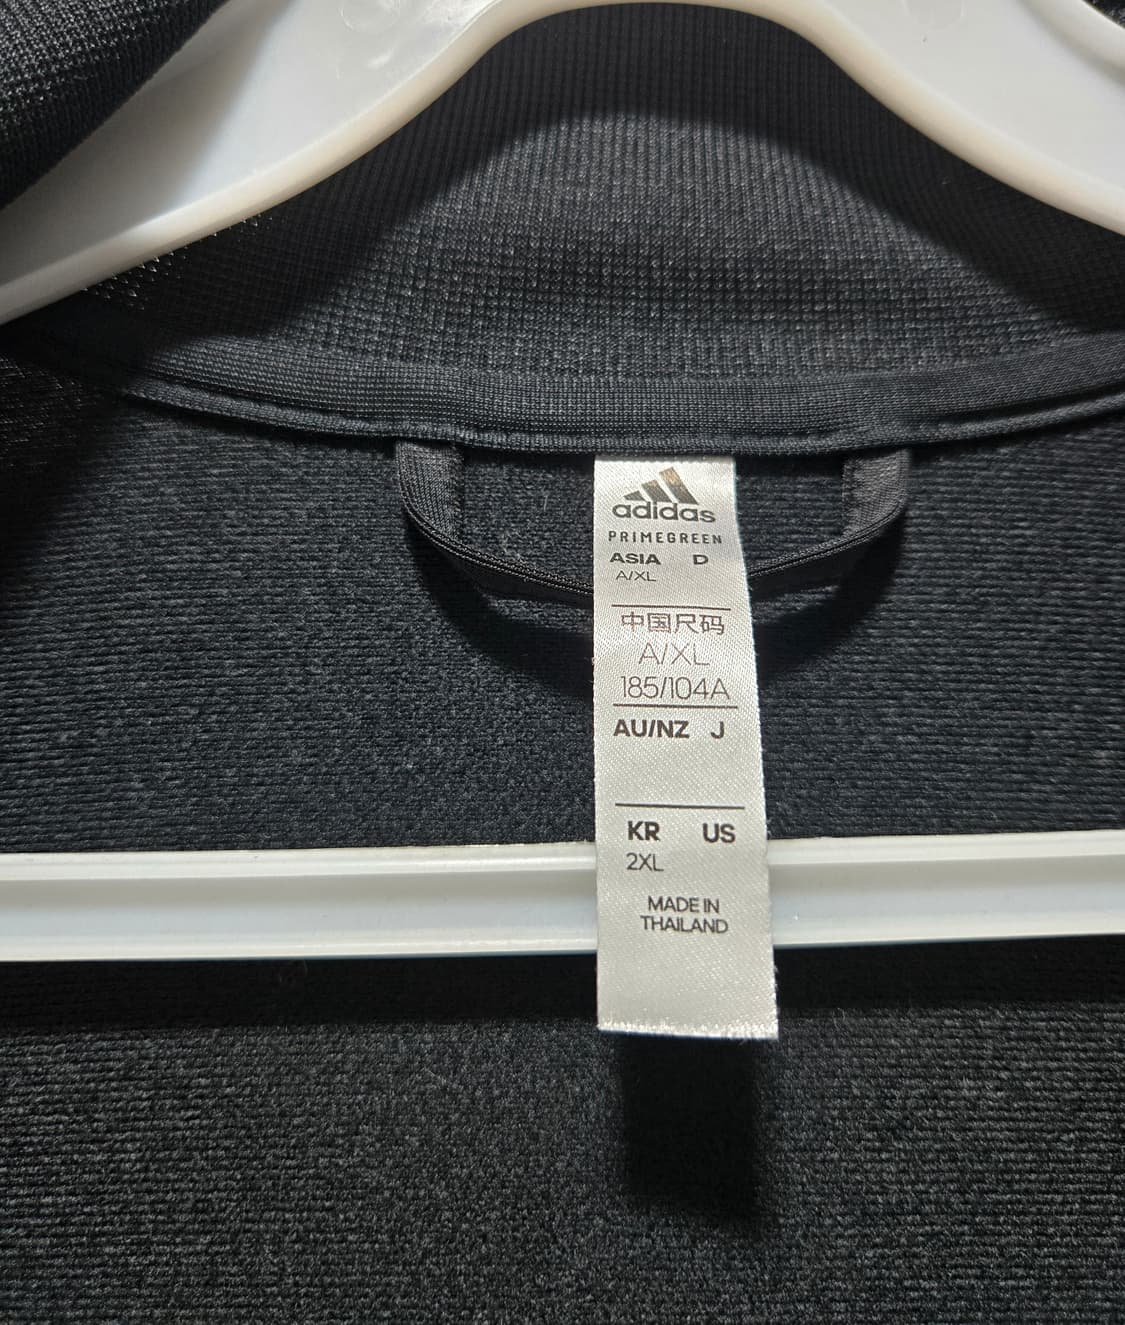 adidas
PRIMEGREEN
ASIA D
A/XL
中国尺码
A/XL
185/104A
AU/NZ J
KR US
2XL
MADE IN
THAILAND